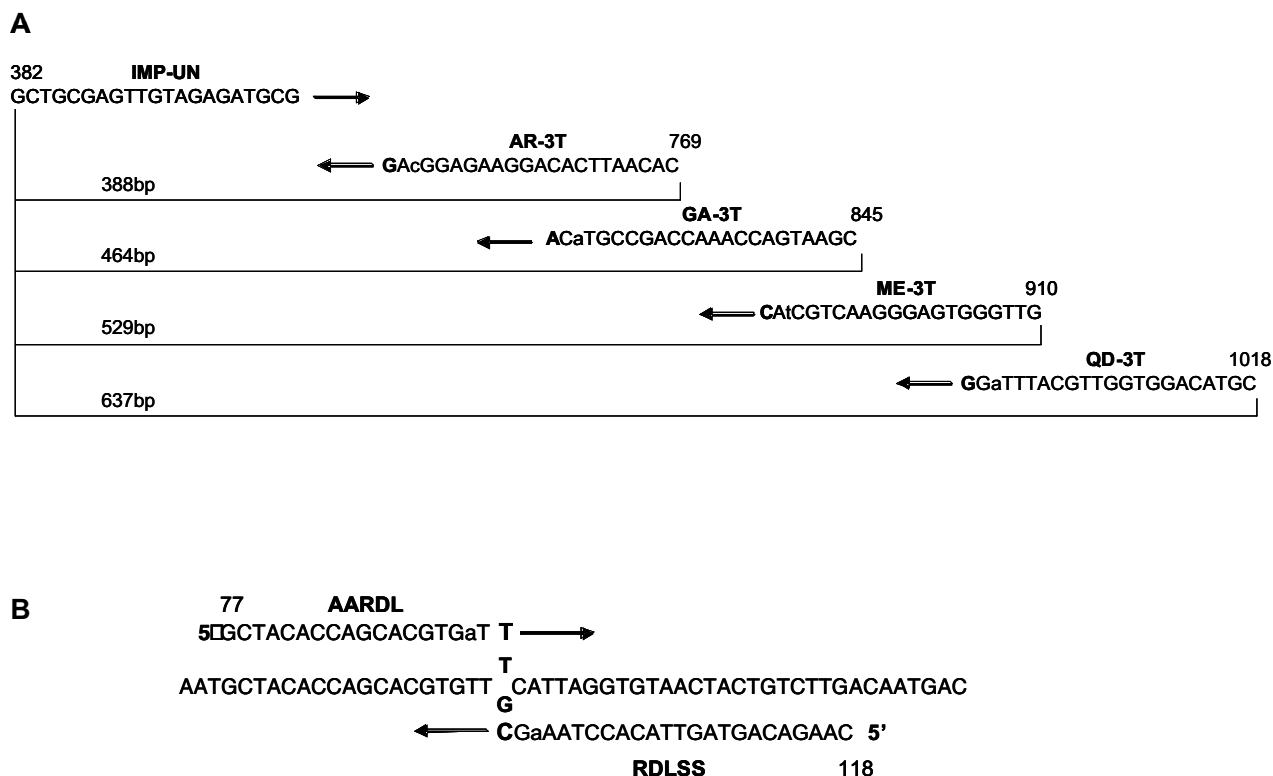 A
382 IMP-UN
GCTGCGAGTTGTAGAGATGCG
AR-3T 769
GAcGGAGAAGGACACTTAACAC
388bp
GA-3T 845
ACaTGCCGACCAAACCAGTAAGC
464bp
ME-3T 910
CAtCGTCAAGGGAGTGGGTTG
529bp
QD-3T 1018
GGaTTTACGTTGGTGGACATGC
637bp
B
77 AARDL
5□GCTACACCAGCACGTGaT T
T
AATGCTACACCAGCACGTGTT CATTAGGTGTAACTACTGTCTTGACAATGAC
G
CGaAATCCACATTGATGACAGAAC 5’
RDLSS 118